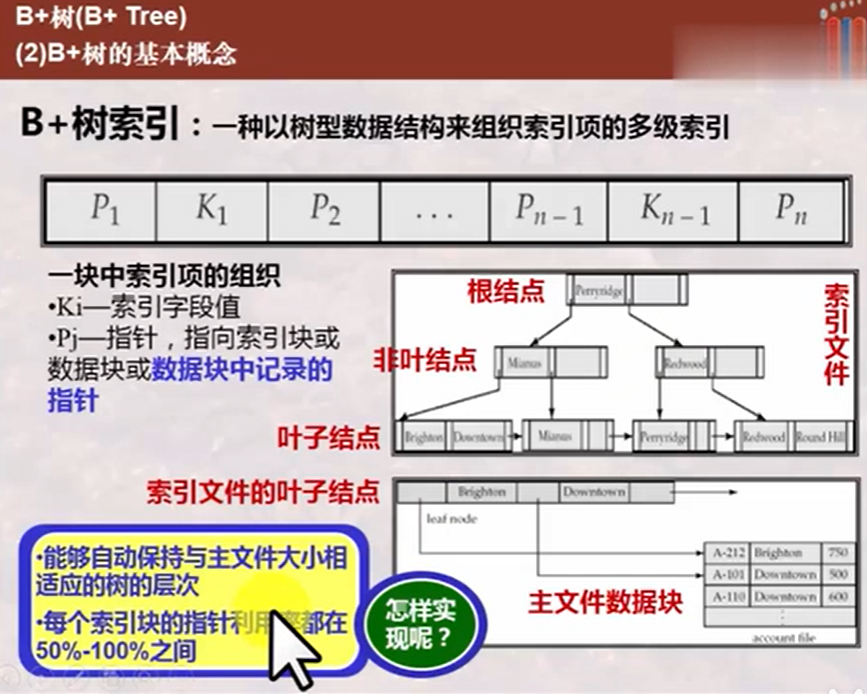 B+树(B+ Tree)
(2)B+树的基本概念
B+树索引：一种以树型数据结构来组织索引项的多级索引
P1 K1 P2 ... Pn-1 Kn-1 Pn
一块中索引项的组织
•Ki—索引字段值
•Pj—指针，指向索引块或
数据块或数据块中记录的
指针
根结点
Perryridge
索引文件
非叶结点
Mianus
Redwood
叶子结点
Brighton Downtown
Mianus
Perryridge
Redwood Round Hill
索引文件的叶子结点
Brighton Downtown
leaf node
A-212 Brighton 750
A-101 Downtown 500
A-110 Downtown 600
主文件数据块
account file
•能够自动保持与主文件大小相
适应的树的层次
•每个索引块的指针利用率都在
50%-100%之间
怎样实
现呢？